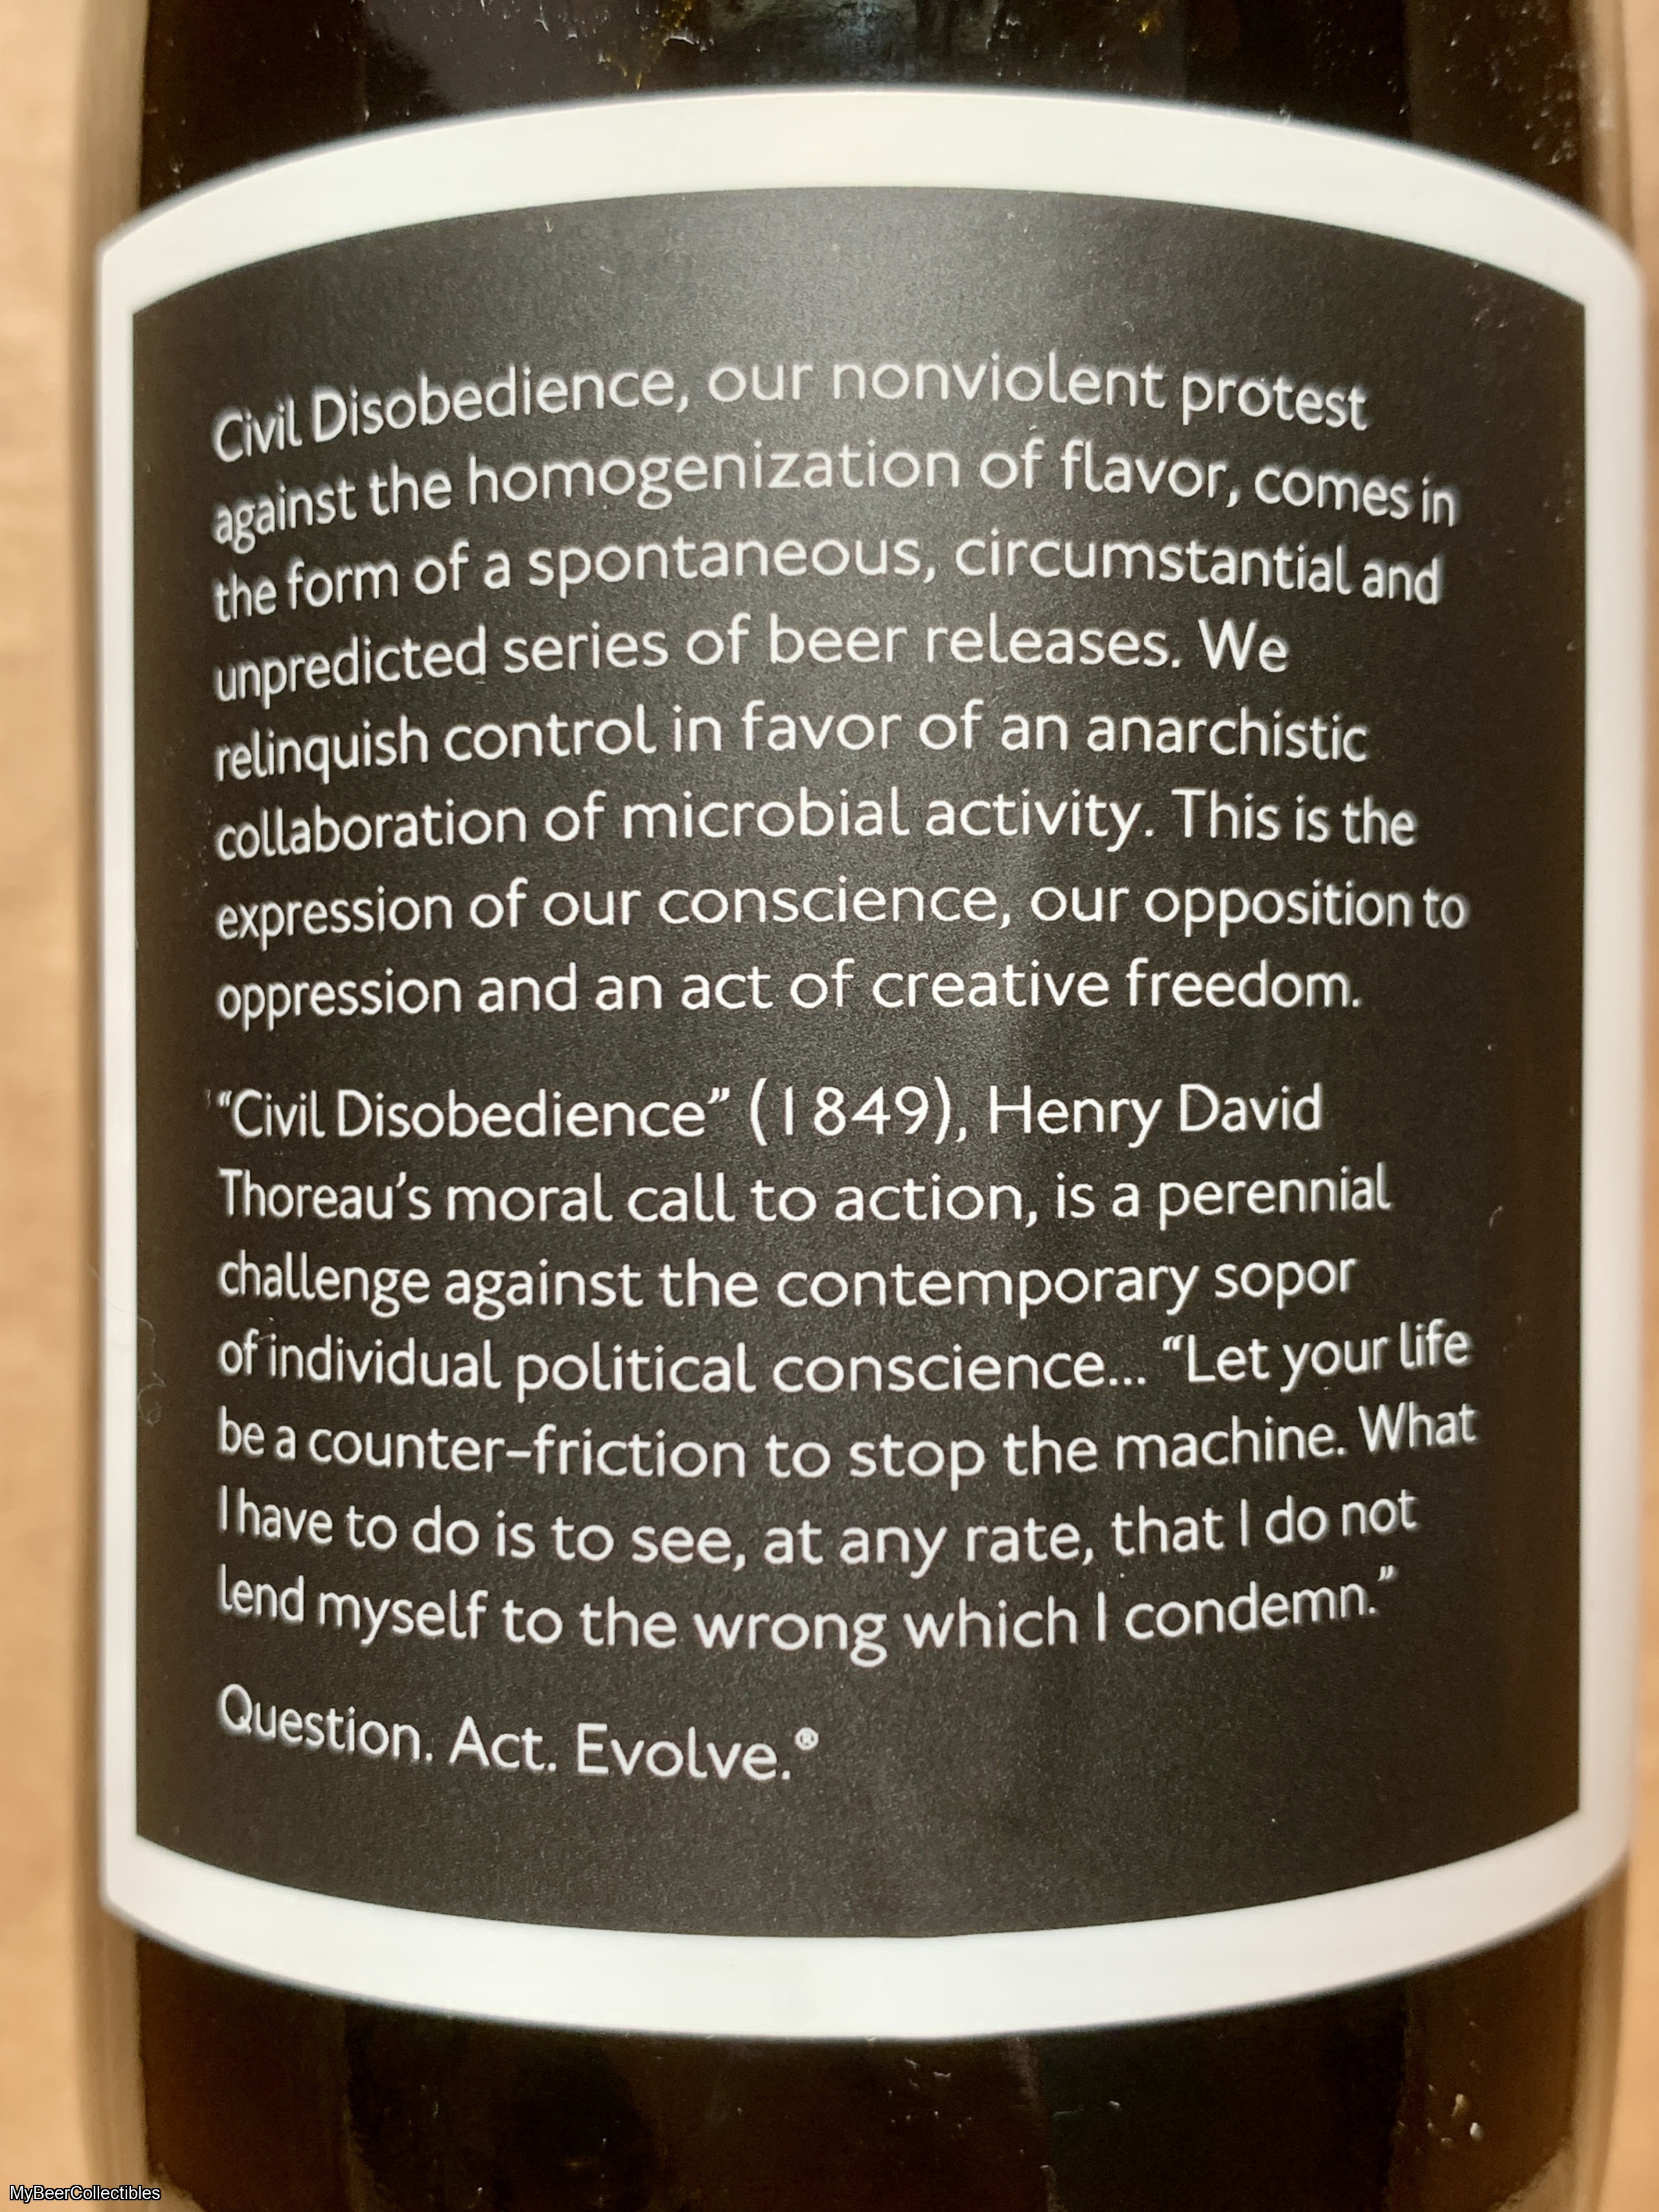 Civil Disobedience, our nonviolent protest
against the homogenization of flavor, comes in
the form of a spontaneous, circumstantial and
unpredicted series of beer releases. We
relinquish control in favor of an anarchistic
collaboration of microbial activity. This is the
expression of our conscience, our opposition to
oppression and an act of creative freedom.
“Civil Disobedience” (1849), Henry David
Thoreau’s moral call to action, is a perennial
challenge against the contemporary sopor
of individual political conscience... “Let your life
be a counter-friction to stop the machine. What
I have to do is to see, at any rate, that I do not
lend myself to the wrong which I condemn.”
Question. Act. Evolve.®
MyBeerCollectibles